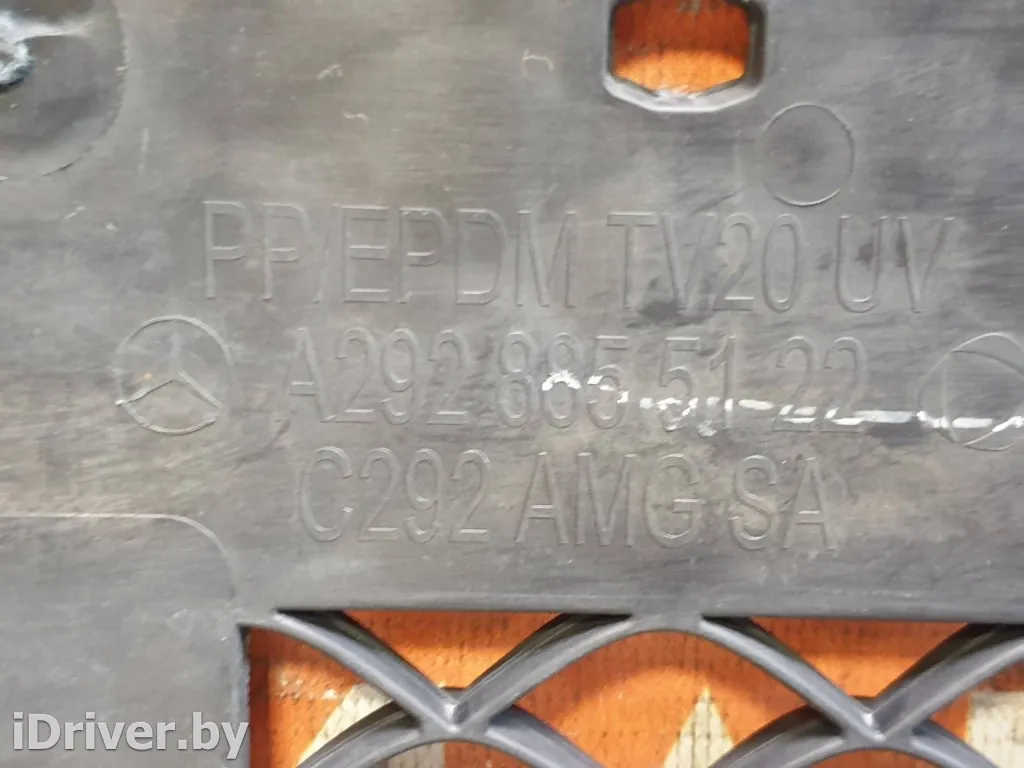 PP/EPDM TV20 UV
A292 885 51 22
C292 AMG SA
iDriver.by